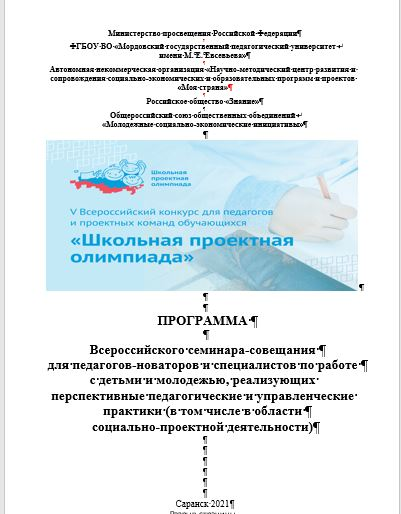 Министерство просвещения Российской Федерации
ФГБОУ ВО «Мордовский государственный педагогический университет
имени М. Е. Евсевьева»
Автономная некоммерческая организация «Научно-методический центр развития и
сопровождения социально-экономических и образовательных программ и проектов
«Моя страна»
Российское общество «Знание»
Общероссийский союз общественных объединений
«Молодежные социально-экономические инициативы»
Школьная
проектная
олимпиада
V Всероссийский конкурс для педагогов
и проектных команд обучающихся
«Школьная проектная
олимпиада»
ПРОГРАММА
Всероссийского семинара-совещания
для педагогов-новаторов и специалистов по работе
с детьми и молодежью, реализующих
перспективные педагогические и управленческие
практики (в том числе в области
социально-проектной деятельности)
Саранск 2021